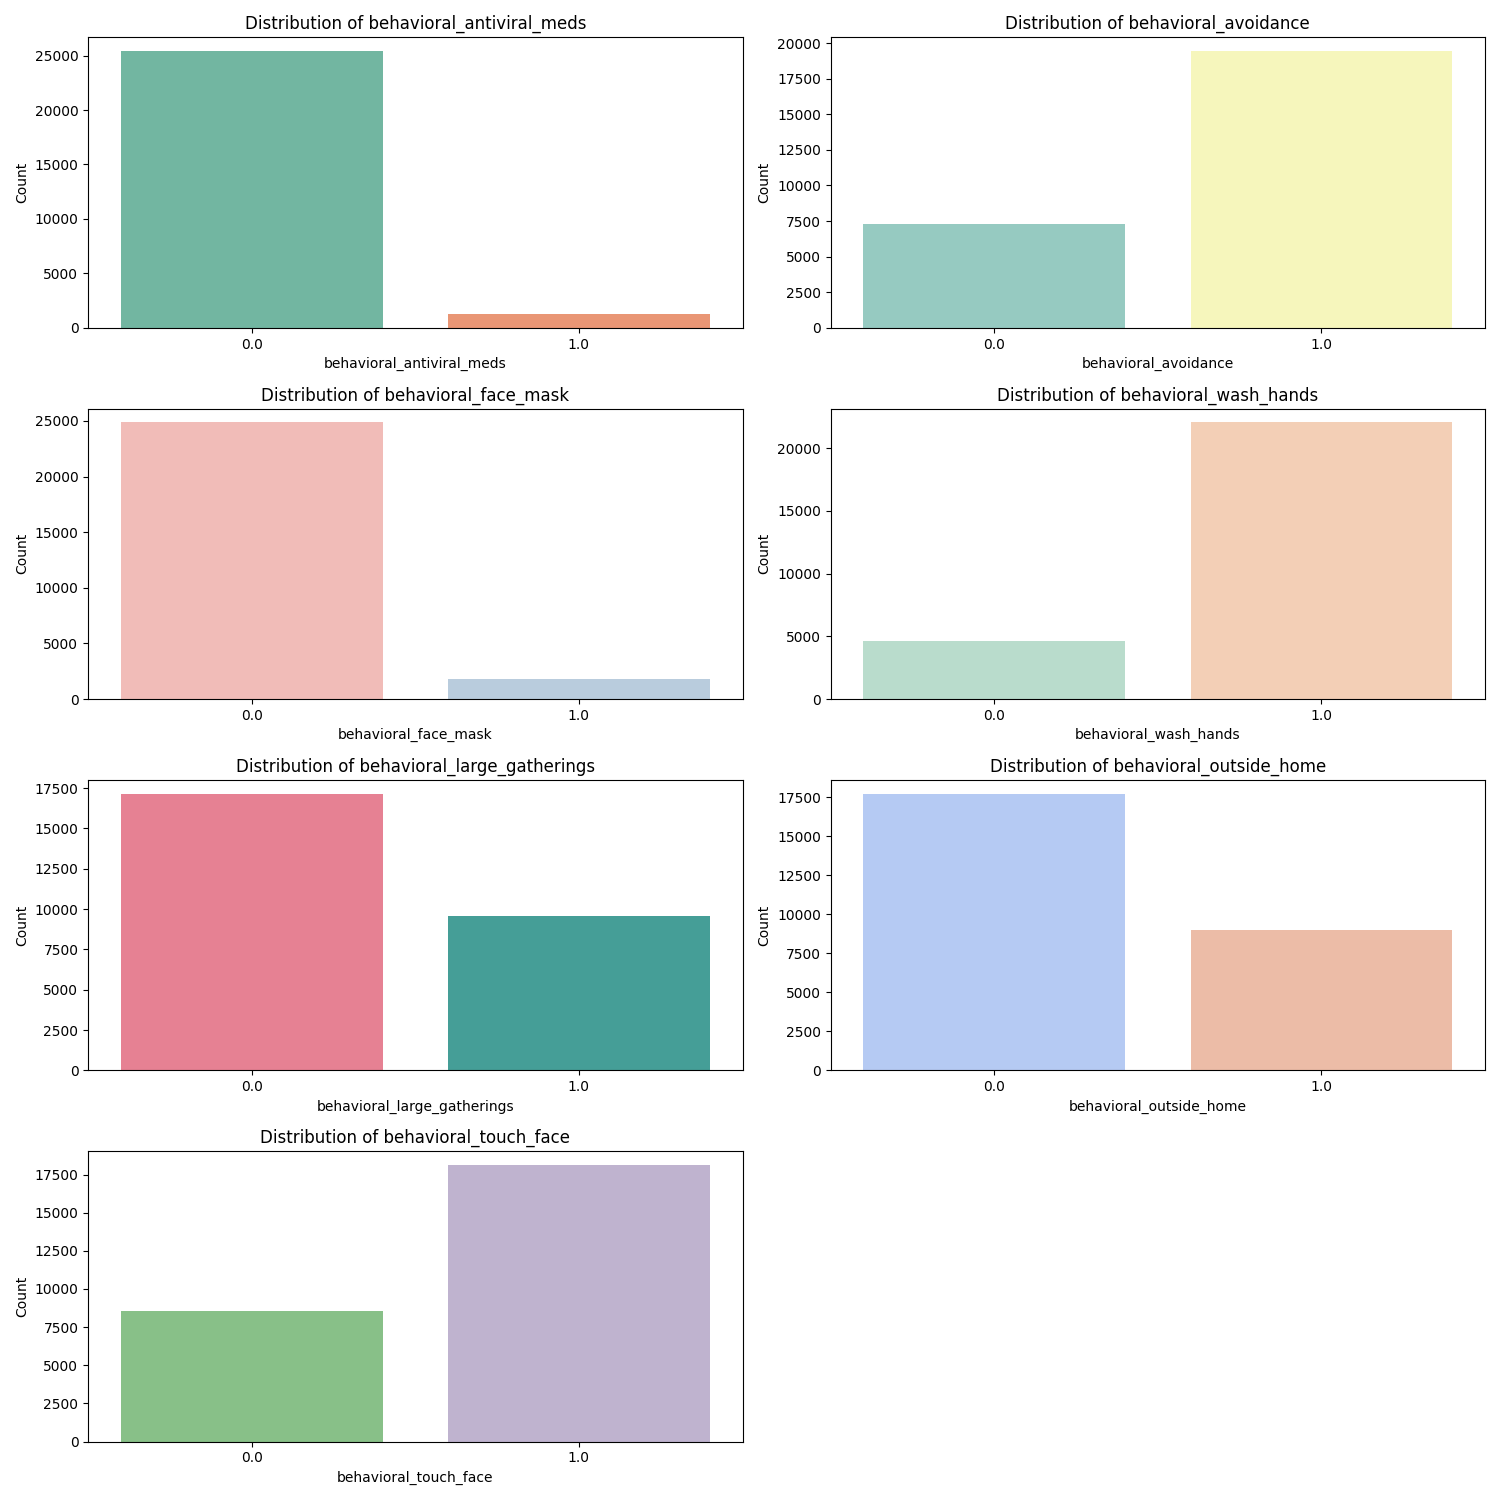 Distribution of behavioral_antiviral_meds
25000
20000
15000
10000
5000
0
Count
0.0 1.0
behavioral_antiviral_meds
Distribution of behavioral_avoidance
20000
17500
15000
12500
10000
7500
5000
2500
0
Count
0.0 1.0
behavioral_avoidance
Distribution of behavioral_face_mask
25000
20000
15000
10000
5000
0
Count
0.0 1.0
behavioral_face_mask
Distribution of behavioral_wash_hands
20000
15000
10000
5000
0
Count
0.0 1.0
behavioral_wash_hands
Distribution of behavioral_large_gatherings
17500
15000
12500
10000
7500
5000
2500
0
Count
0.0 1.0
behavioral_large_gatherings
Distribution of behavioral_outside_home
17500
15000
12500
10000
7500
5000
2500
0
Count
0.0 1.0
behavioral_outside_home
Distribution of behavioral_touch_face
17500
15000
12500
10000
7500
5000
2500
0
Count
0.0 1.0
behavioral_touch_face